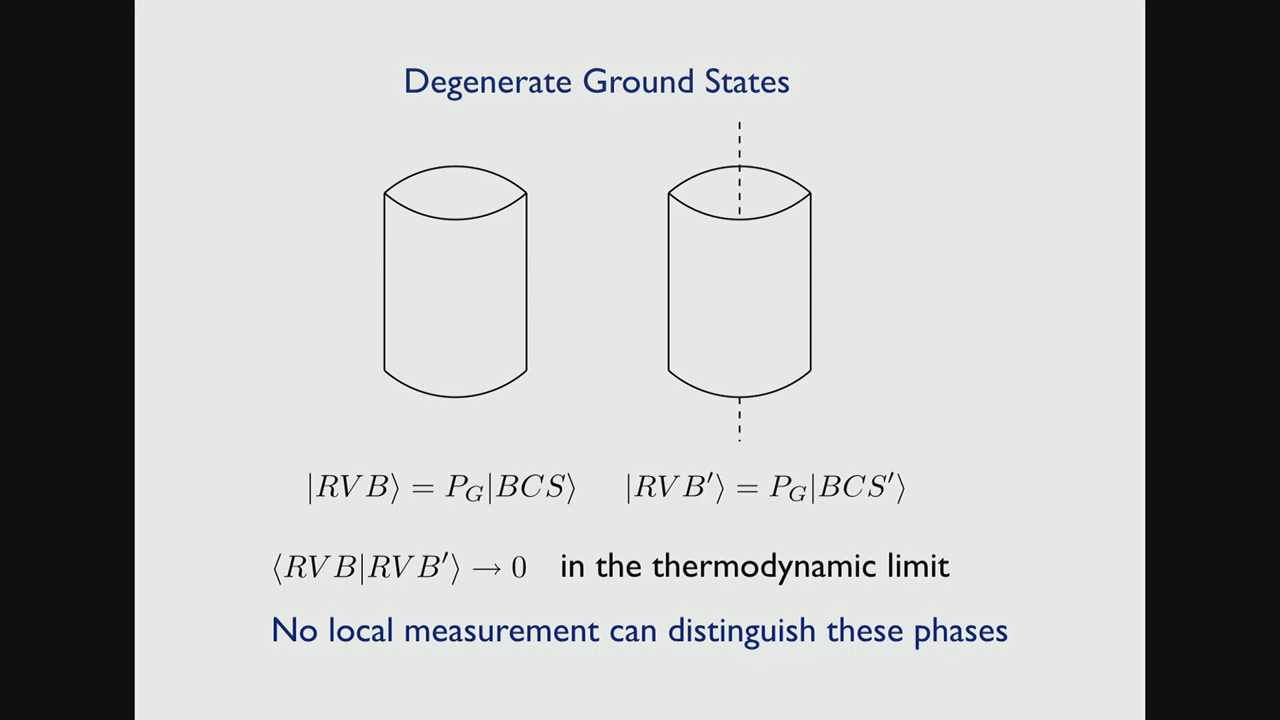 Degenerate Ground States
|RVB⟩ = P_G|BCS⟩ |RVB′⟩ = P_G|BCS′⟩
⟨RVB|RVB′⟩ → 0 in the thermodynamic limit
No local measurement can distinguish these phases